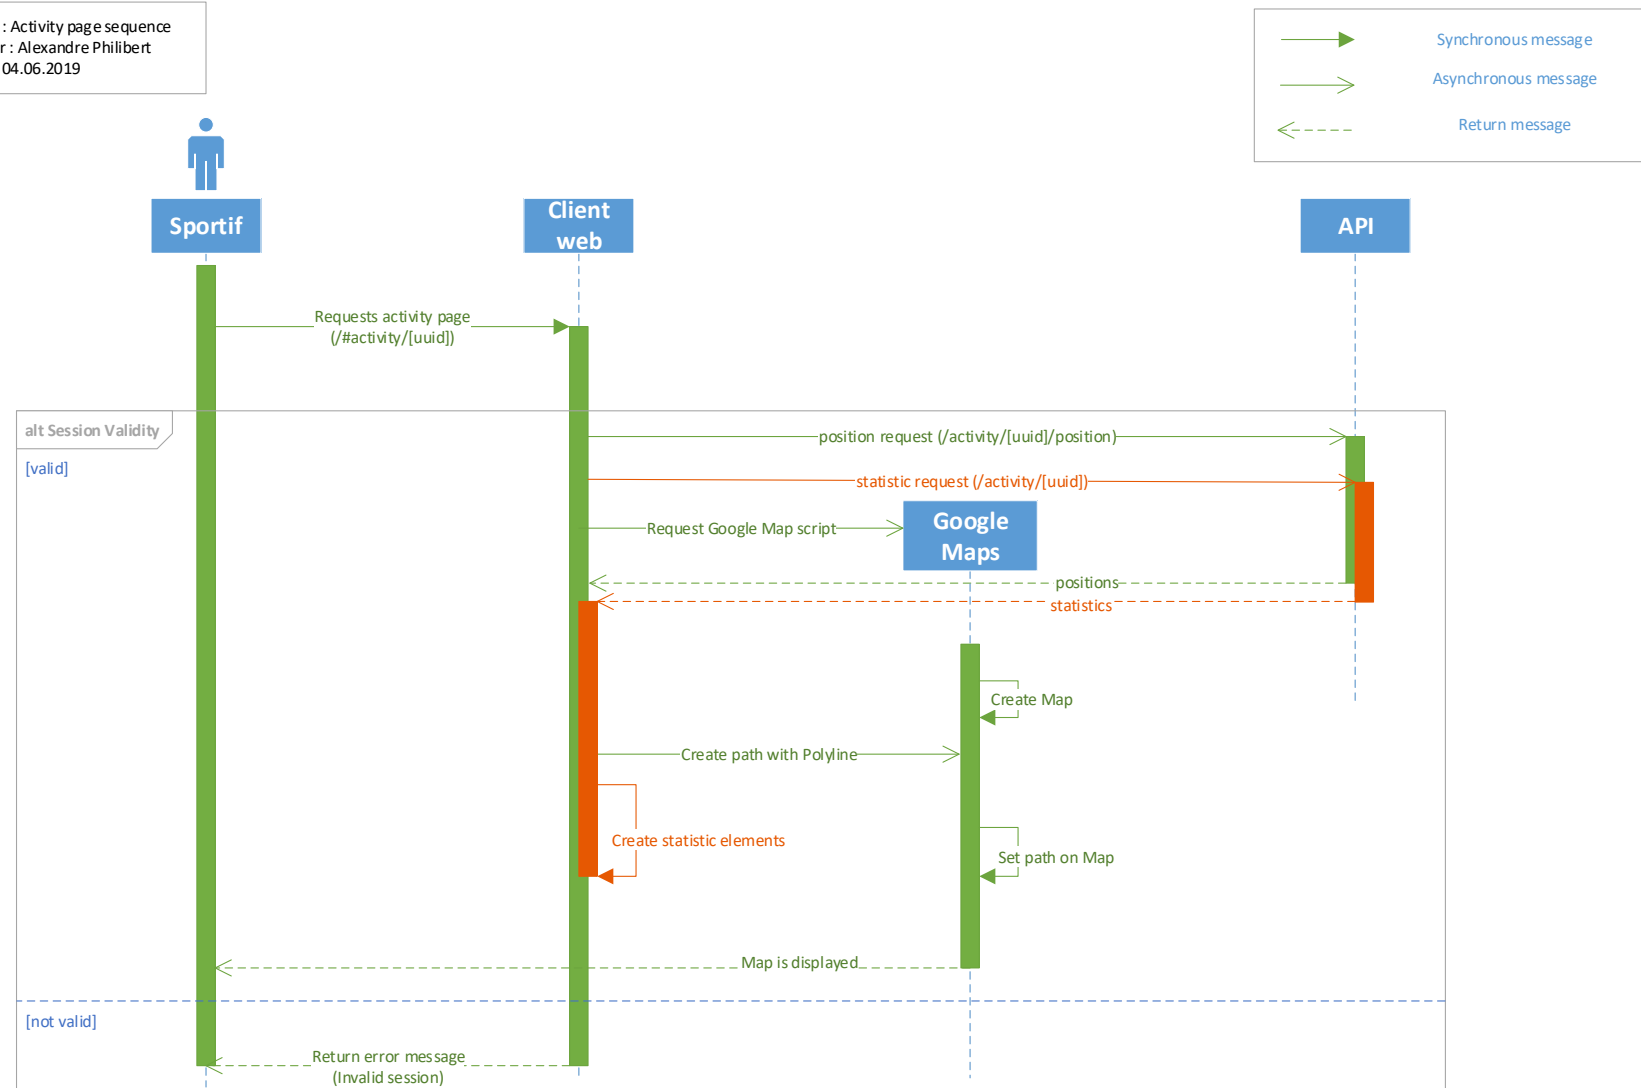 : Activity page sequence
r : Alexandre Philibert
04.06.2019
Synchronous message
Asynchronous message
Return message
Sportif
Client
web
API
Requests activity page
(/#activity/[uuid])
alt Session Validity
[valid]
position request (/activity/[uuid]/position)
statistic request (/activity/[uuid])
Request Google Map script
Google
Maps
positions
statistics
Create Map
Create path with Polyline
Create statistic elements
Set path on Map
Map is displayed
[not valid]
Return error message
(Invalid session)